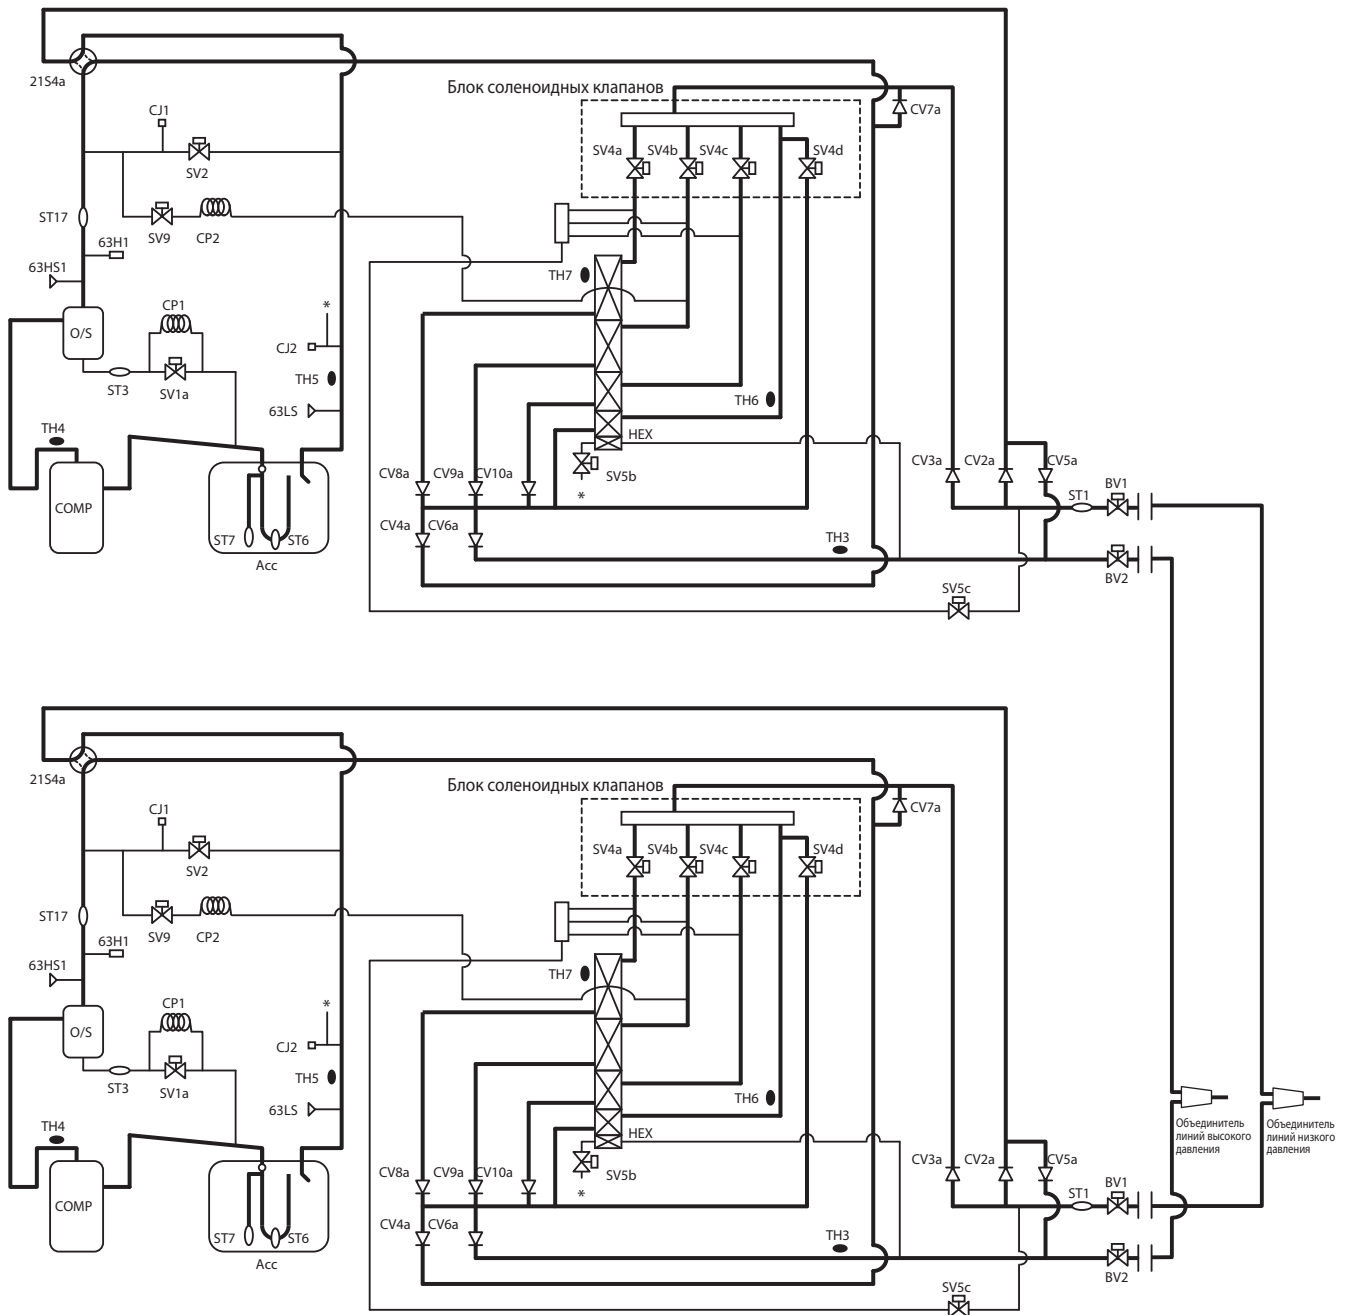 21S4a
Блок соленоидных клапанов
CJ1
CV7a
SV4a
SV4b
SV4c
SV4d
SV2
ST17
SV9
CP2
63H1
63HS1
TH7
CP1
*
O/S
CJ2
ST3
SV1a
TH5
TH6
63LS
TH4
HEX
CV8a
CV9a
CV10a
SV5b
*
CV3a
CV2a
CV5a
COMP
ST1
BV1
CV4a
CV6a
ST7
ST6
TH3
Acc
BV2
SV5c
21S4a
Блок соленоидных клапанов
CJ1
CV7a
SV4a
SV4b
SV4c
SV4d
SV2
ST17
SV9
CP2
63H1
63HS1
TH7
CP1
*
O/S
CJ2
ST3
SV1a
TH5
TH6
63LS
TH4
HEX
Объединитель
линий высокого
давления
Объединитель
линий низкого
давления
CV8a
CV9a
CV10a
SV5b
*
CV3a
CV2a
CV5a
COMP
ST1
BV1
CV4a
CV6a
ST7
ST6
TH3
Acc
BV2
SV5c